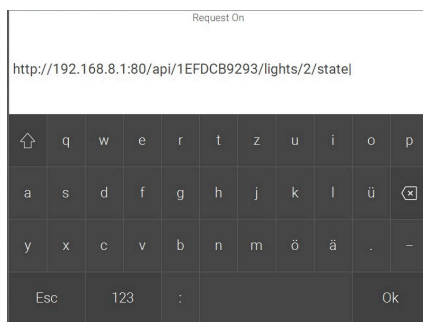 Request On
http://192.168.8.1:80/api/1EFDCB9293/lights/2/state
q w e r t z u i o p
a s d f g h j k l ü
y x c v b n m ö ä . –
Esc 123 : Ok